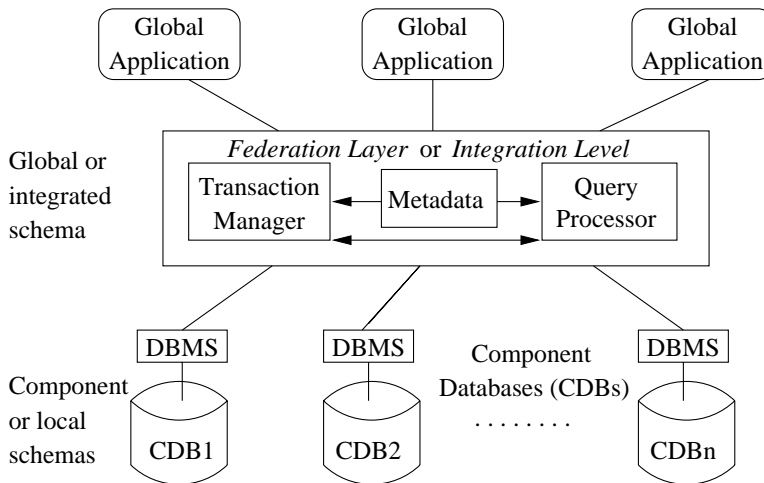 Global
Application
Global
Application
Global
Application
Federation Layer or Integration Level
Global or
integrated
schema
Transaction
Manager
Metadata
Query
Processor
DBMS
DBMS
Component
Databases (CDBs)
. . . . . . . .
DBMS
Component
or local
schemas
CDB1
CDB2
CDBn